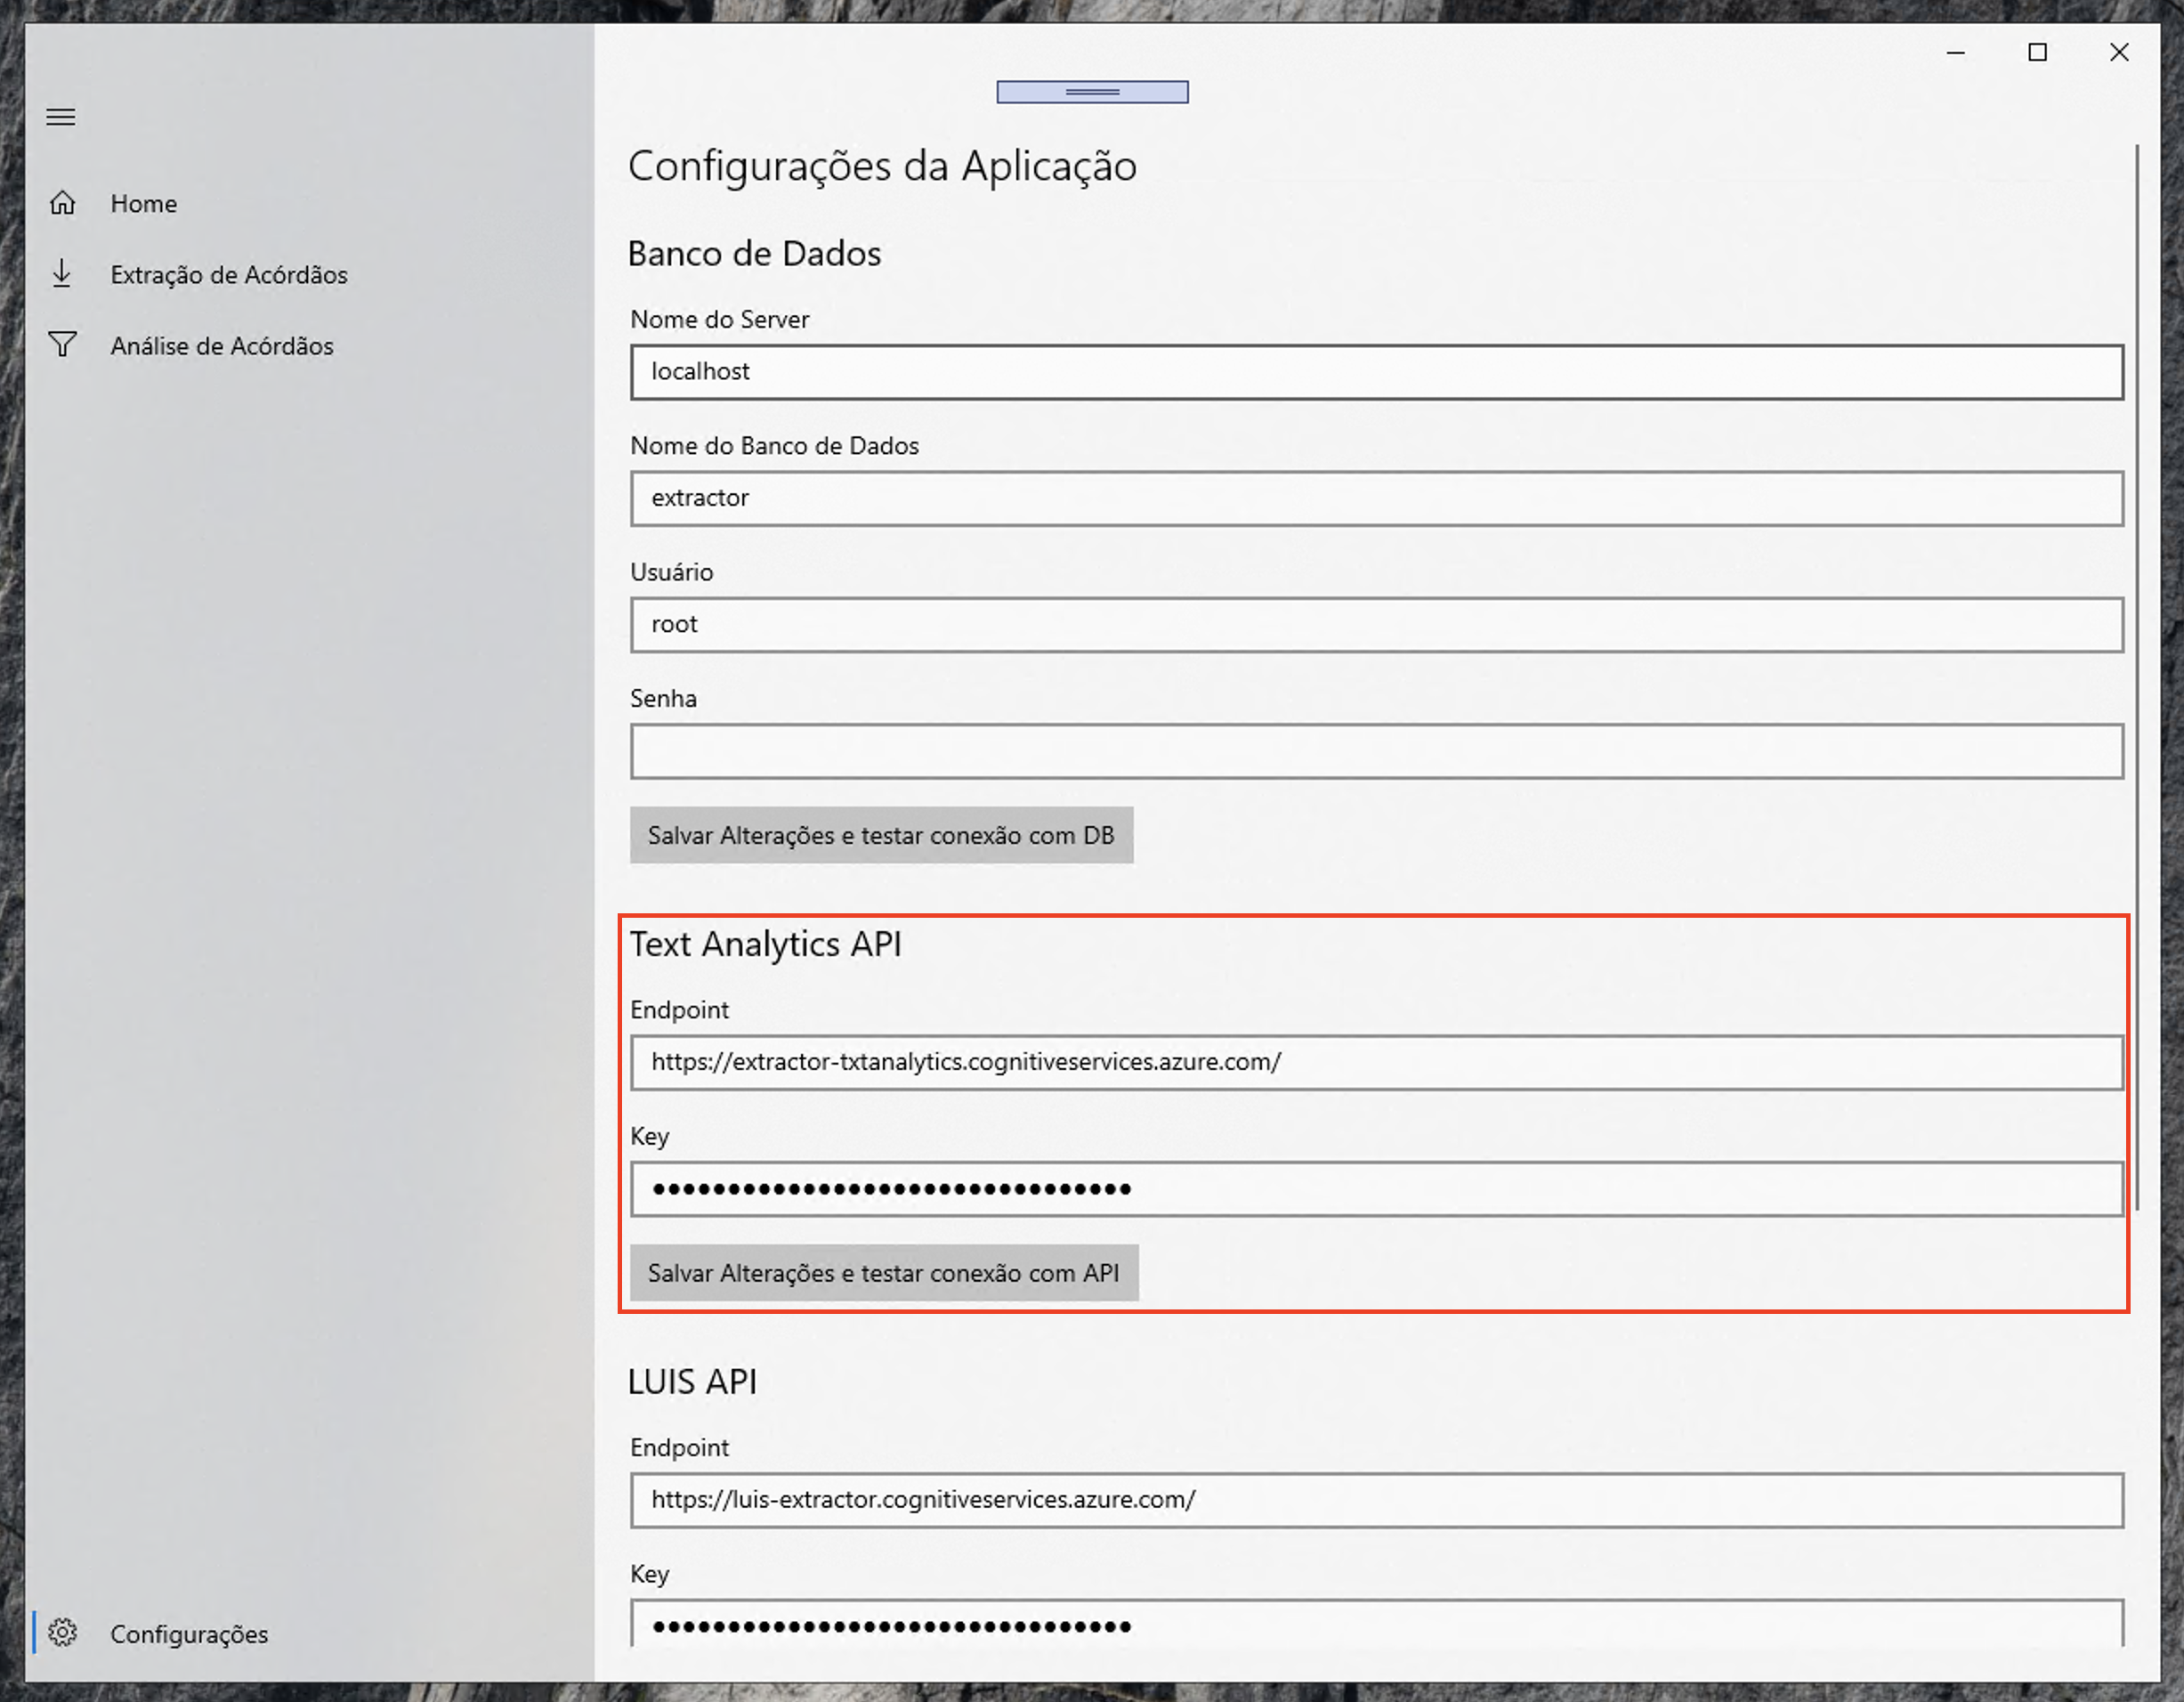 Home
Extração de Acórdãos
Análise de Acórdãos
Configurações
Configurações da Aplicação
Banco de Dados
Nome do Server
localhost
Nome do Banco de Dados
extractor
Usuário
root
Senha
Salvar Alterações e testar conexão com DB
Text Analytics API
Endpoint
https://extractor-txtanalytics.cognitiveservices.azure.com/
Key
••••••••••••••••••••••••••••••••
Salvar Alterações e testar conexão com API
LUIS API
Endpoint
https://luis-extractor.cognitiveservices.azure.com/
Key
••••••••••••••••••••••••••••••••